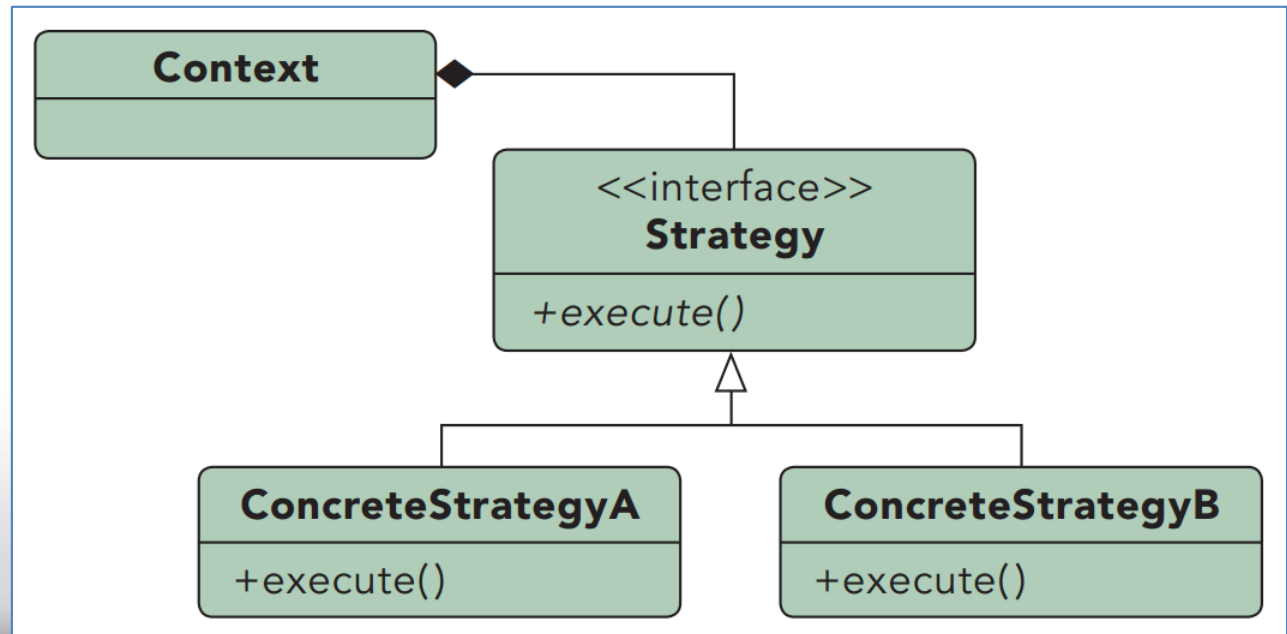 Context
<<interface>>
Strategy
+execute()
ConcreteStrategyA
+execute()
ConcreteStrategyB
+execute()